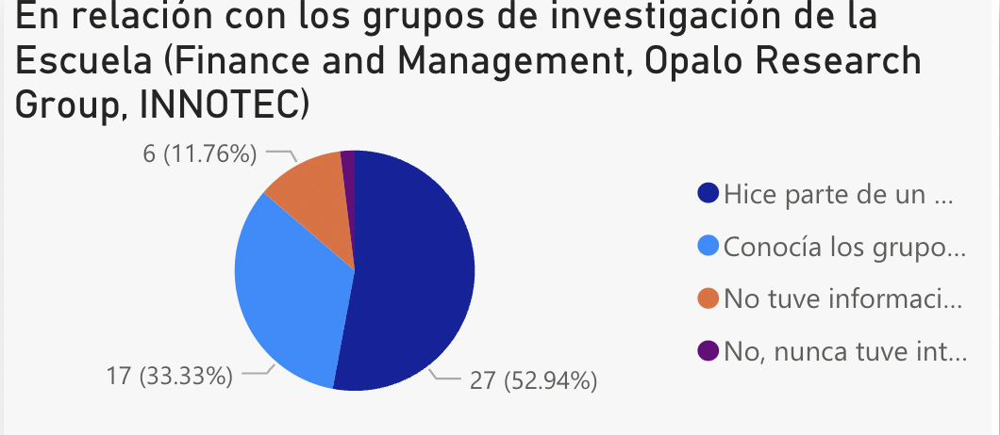 En relación con los grupos de investigación de la
Escuela (Finance and Management, Opalo Research
Group, INNOTEC)
6 (11.76%)
17 (33.33%)
27 (52.94%)
Hice parte de un ...
Conocía los grupo...
No tuve informaci...
No, nunca tuve int...